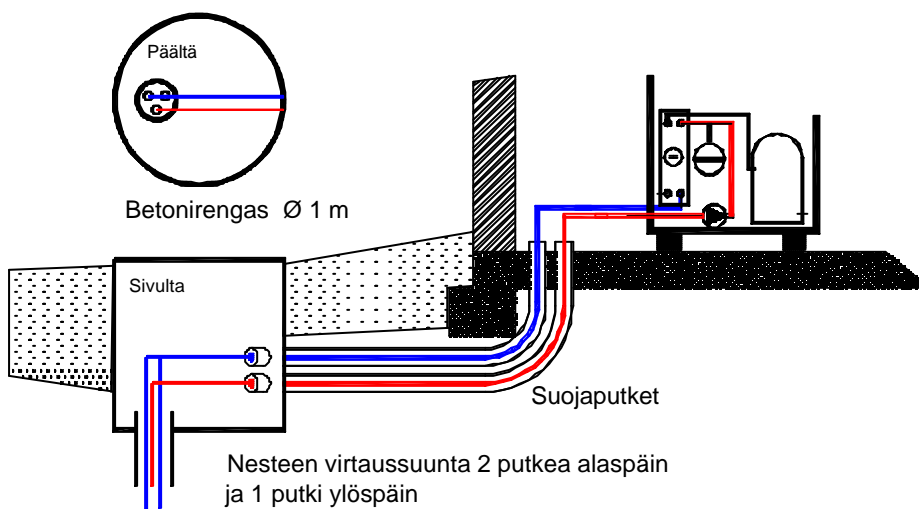 Päältä
Betonirengas Ø 1 m
Sivulta
Suojaputket
Nesteen virtaussuunta 2 putkea alaspäin
ja 1 putki ylöspäin